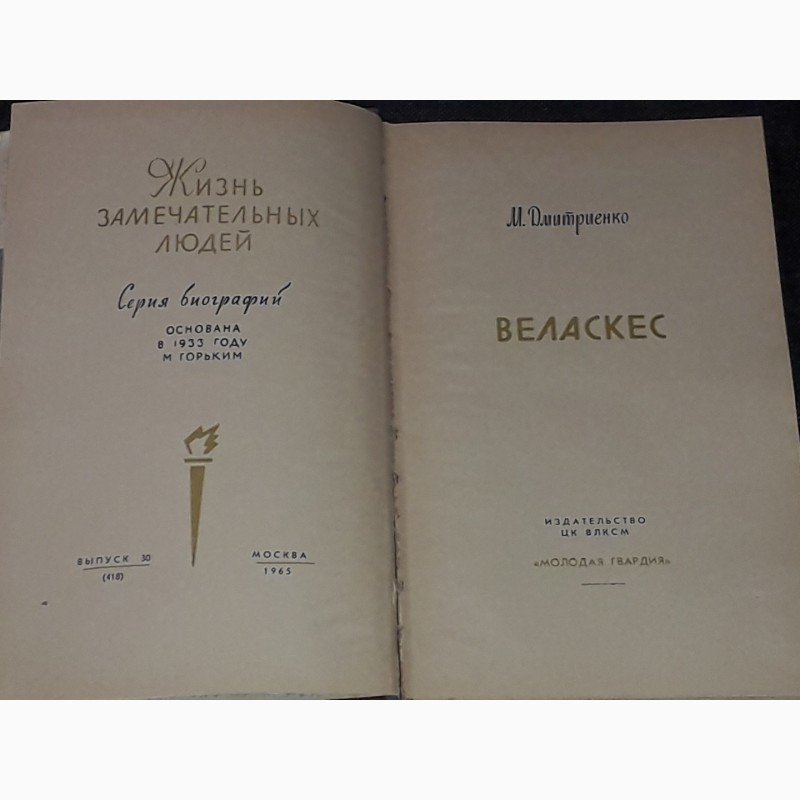 Жизнь
ЗАМЕЧАТЕЛЬНЫХ
ЛЮДЕЙ
Серия биографий
ОСНОВАНА
В 1933 ГОДУ
М ГОРЬКИМ
ВЫПУСК 30
(418)
МОСКВА
1965
М. Дмитриенко
ВЕЛАСКЕС
ИЗДАТЕЛЬСТВО
ЦК ВЛКСМ
«МОЛОДАЯ ГВАРДИЯ»